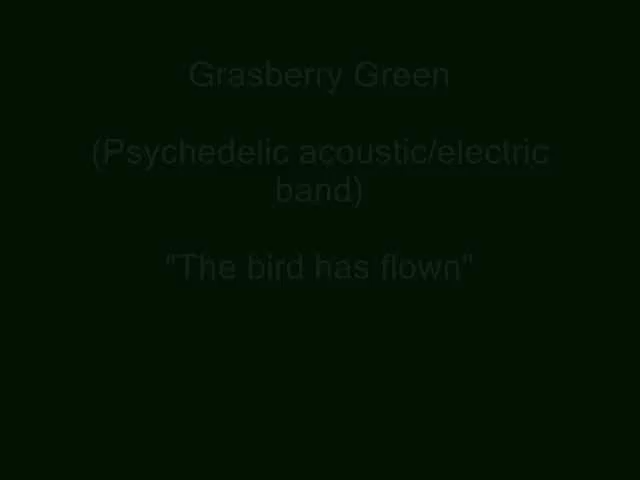 Grasberry Green
(Psychedelic acoustic/electric
band)
"The bird has flown"